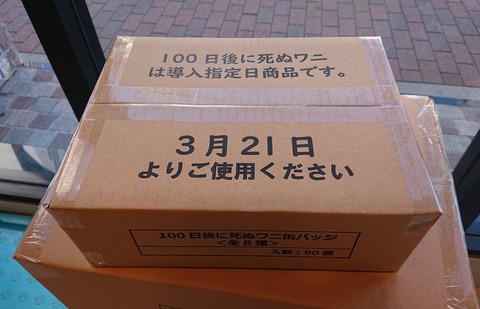 100日後に死ぬワニ
は導入指定日商品です。
3月21日
よりご使用ください
100日後に死ぬワニ缶バッジ
<全8種>
入数:90個